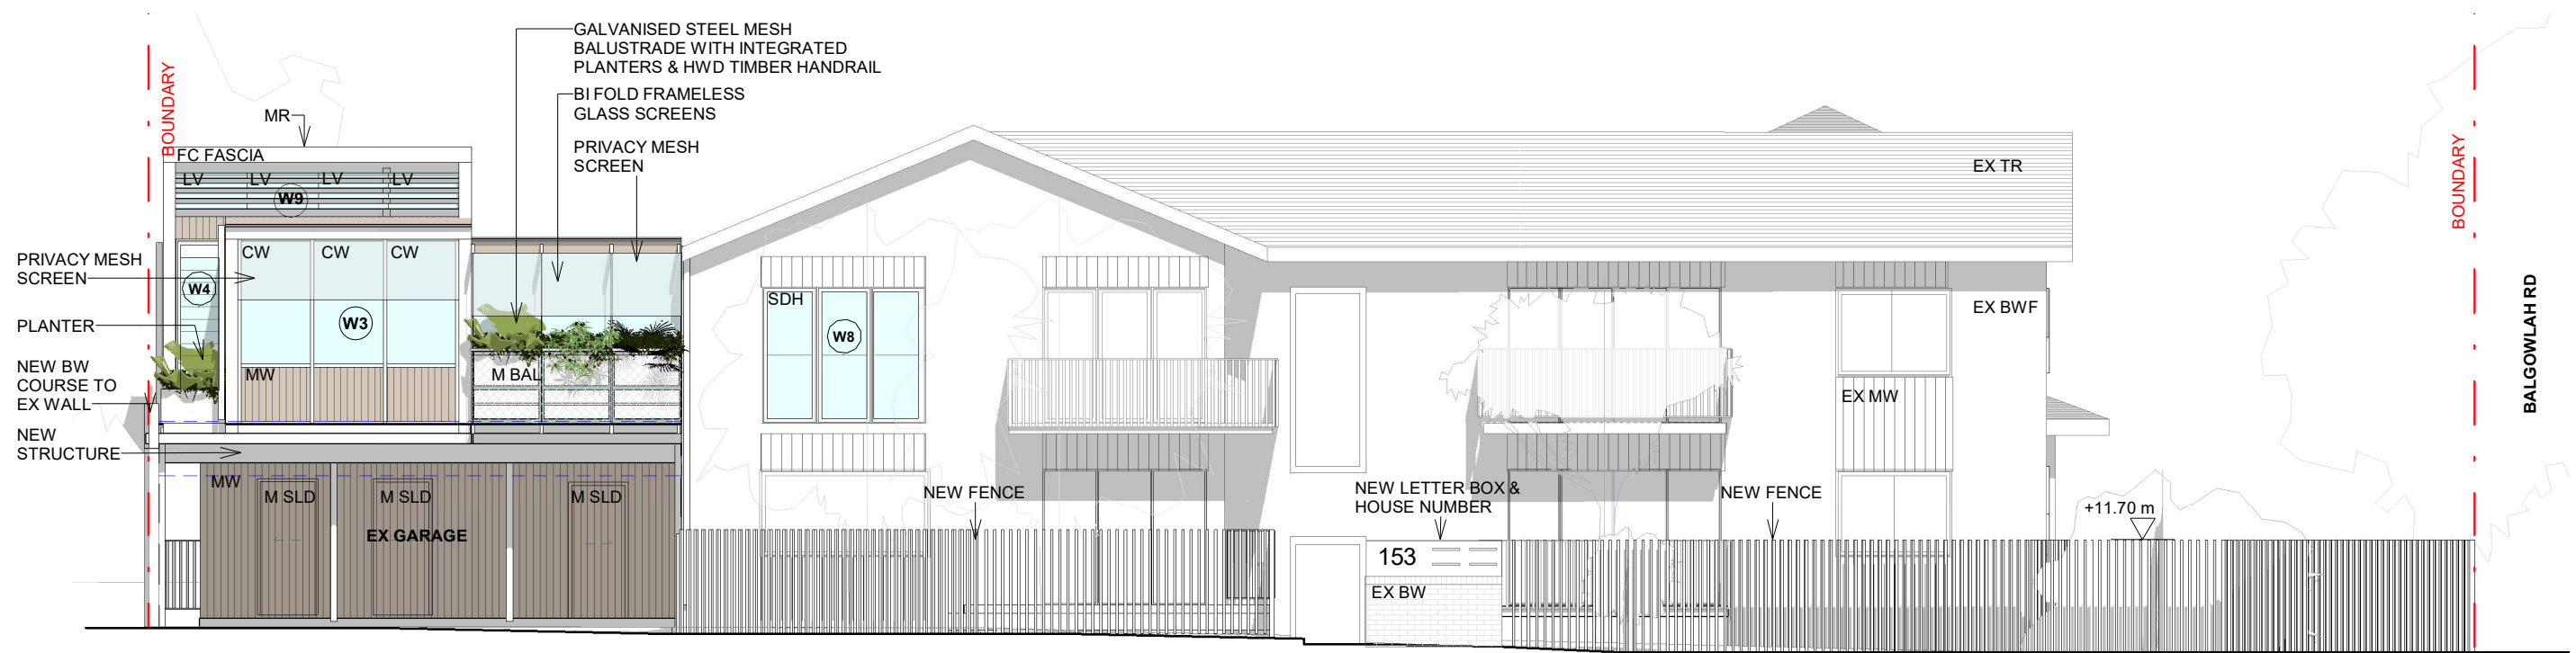 GALVANISED STEEL MESH
BALUSTRADE WITH INTEGRATED
PLANTERS & HWD TIMBER HANDRAIL
BI FOLD FRAMELESS
GLASS SCREENS
PRIVACY MESH
SCREEN
BOUNDARY
MR
FC FASCIA
LV LV LV LV
W9
PRIVACY MESH
SCREEN
CW CW CW
W4
W3
PLANTER
NEW BW
COURSE TO
EX WALL
MW
M BAL
NEW
STRUCTURE
MW
M SLD M SLD M SLD
EX GARAGE
SDH
W8
NEW FENCE
NEW LETTER BOX &
HOUSE NUMBER
153
EX BW
NEW FENCE
EX TR
EX BWF
EX MW
+11.70 m
BOUNDARY
BALGOWLAH RD